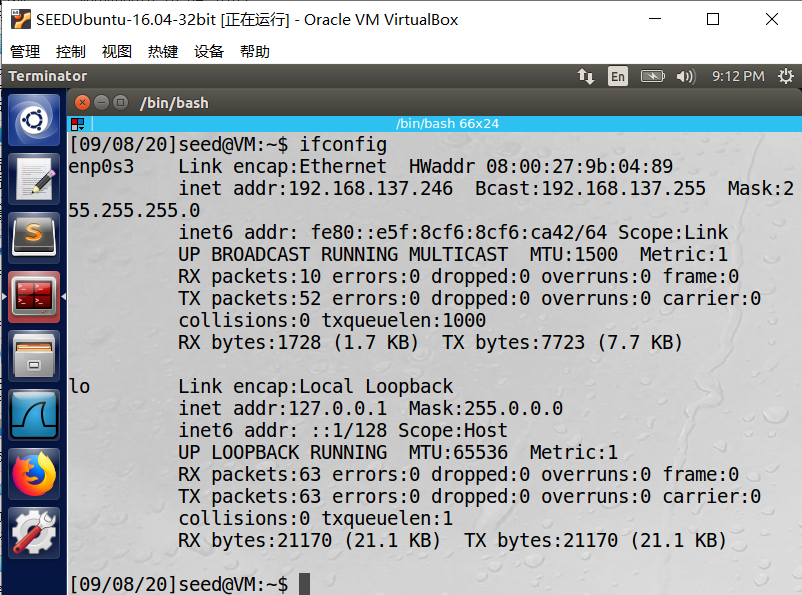 SEEDUbuntu-16.04-32bit [正在运行] - Oracle VM VirtualBox
管理 控制 视图 热键 设备 帮助
Terminator En 9:12 PM
/bin/bash
/bin/bash 66x24
[09/08/20]seed@VM:~$ ifconfig
enp0s3    Link encap:Ethernet  HWaddr 08:00:27:9b:04:89
          inet addr:192.168.137.246  Bcast:192.168.137.255  Mask:2
55.255.255.0
          inet6 addr: fe80::e5f:8cf6:8cf6:ca42/64 Scope:Link
          UP BROADCAST RUNNING MULTICAST  MTU:1500  Metric:1
          RX packets:10 errors:0 dropped:0 overruns:0 frame:0
          TX packets:52 errors:0 dropped:0 overruns:0 carrier:0
          collisions:0 txqueuelen:1000
          RX bytes:1728 (1.7 KB)  TX bytes:7723 (7.7 KB)
lo        Link encap:Local Loopback
          inet addr:127.0.0.1  Mask:255.0.0.0
          inet6 addr: ::1/128 Scope:Host
          UP LOOPBACK RUNNING  MTU:65536  Metric:1
          RX packets:63 errors:0 dropped:0 overruns:0 frame:0
          TX packets:63 errors:0 dropped:0 overruns:0 carrier:0
          collisions:0 txqueuelen:1
          RX bytes:21170 (21.1 KB)  TX bytes:21170 (21.1 KB)
[09/08/20]seed@VM:~$